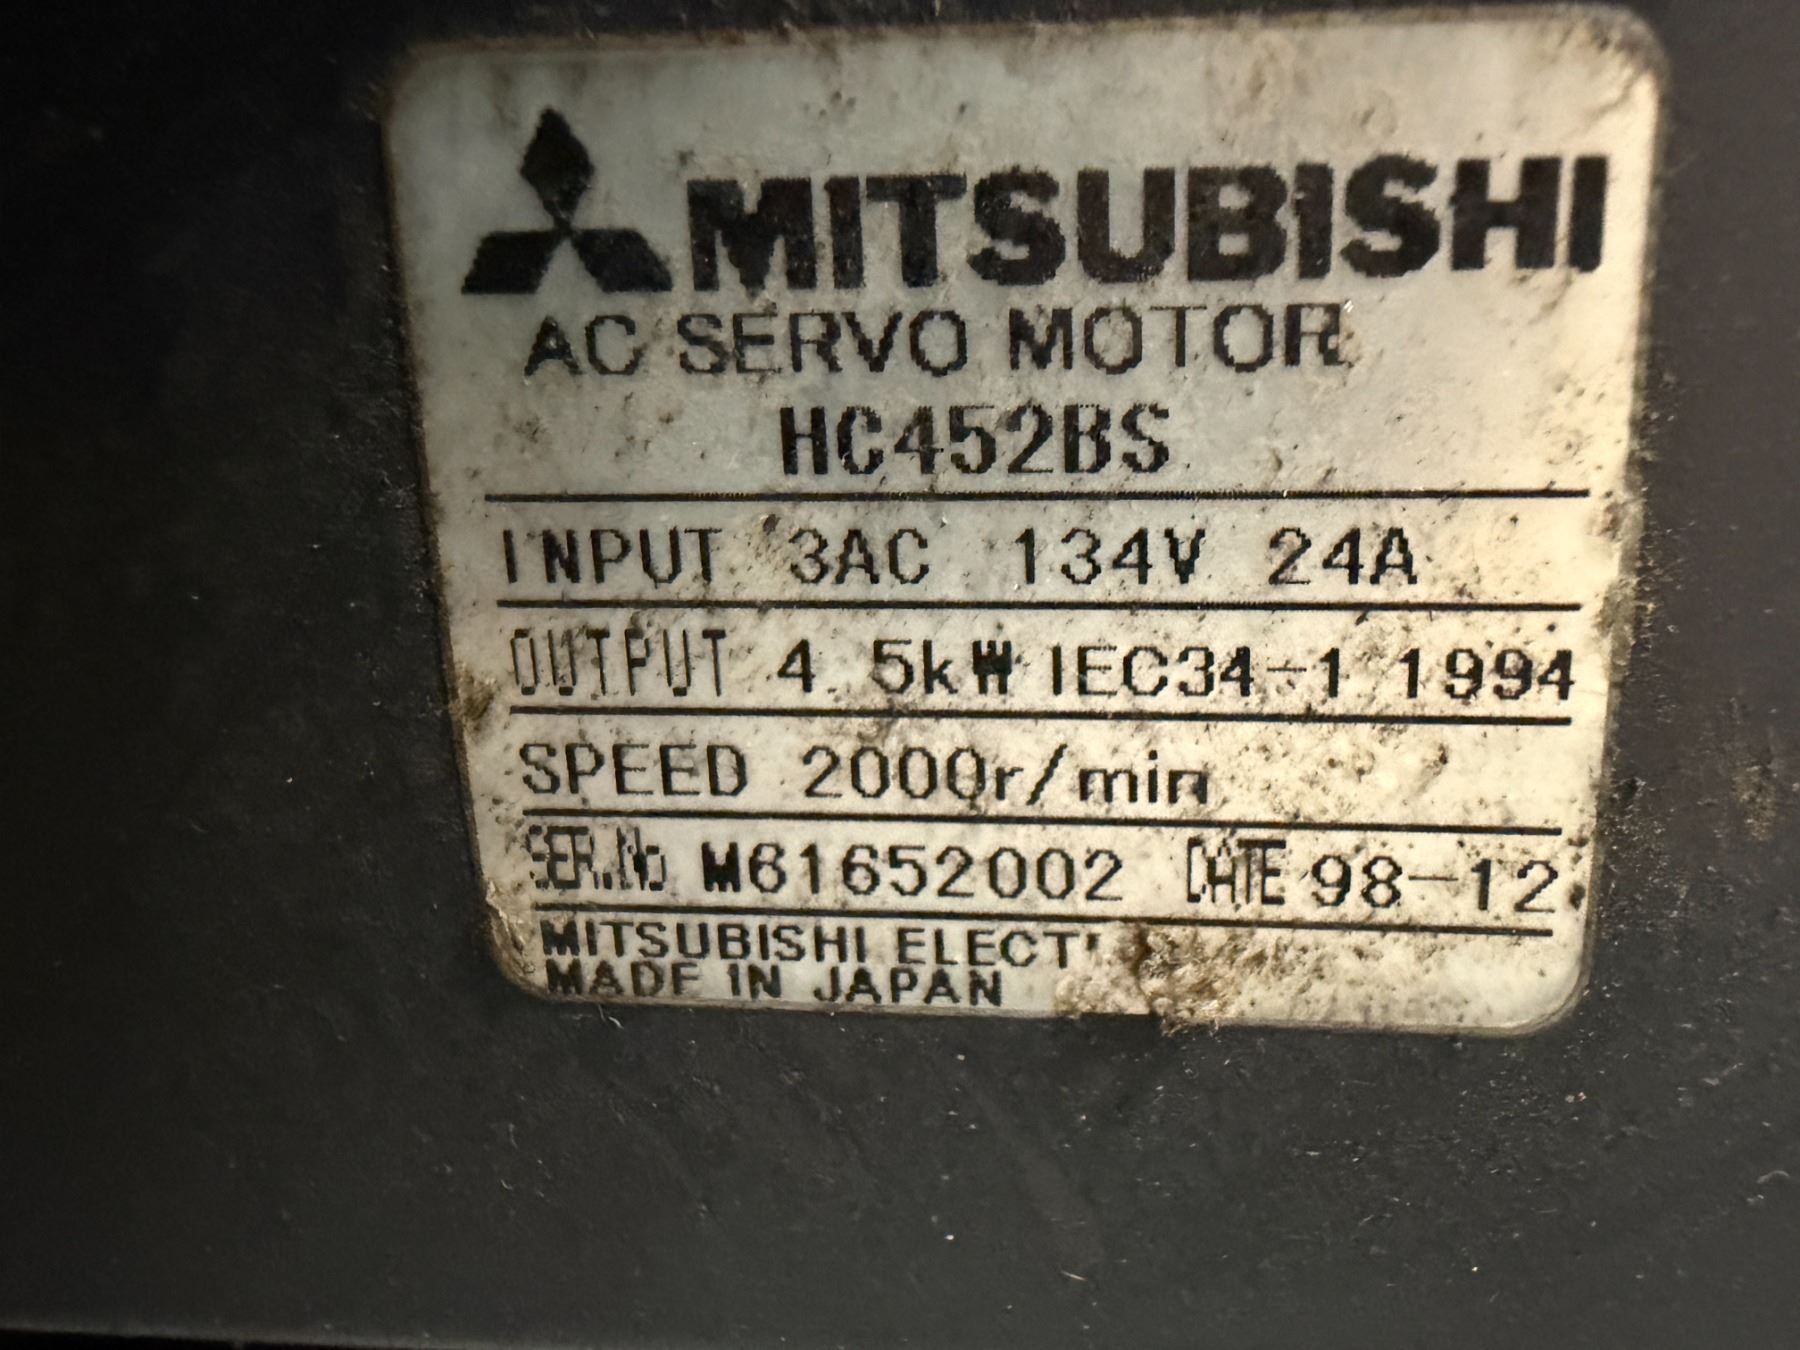 MITSUBISHI
AC SERVO MOTOR
HC452BS
INPUT 3AC 134V 24A
OUTPUT 4.5kW IEC34-1 1994
SPEED 2000r/min
SER.No M61652002 DATE 98-12
MITSUBISHI
MADE IN JAPAN